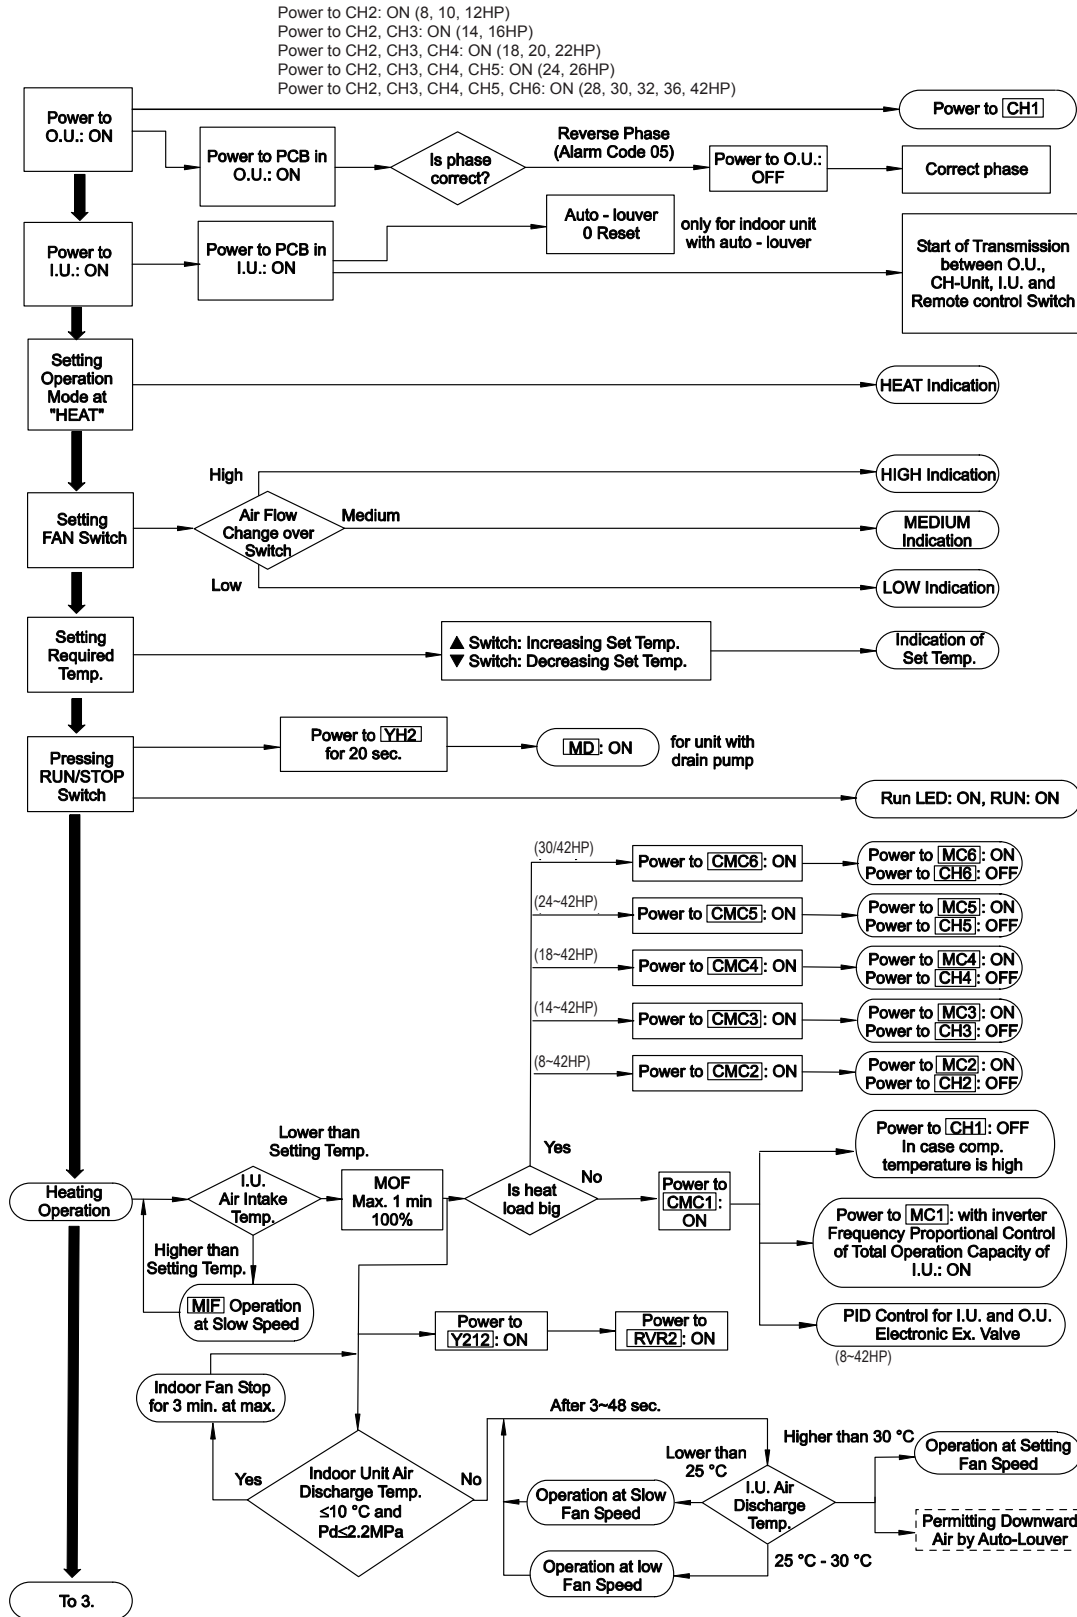 Power to CH2: ON (8, 10, 12HP)
Power to CH2, CH3: ON (14, 16HP)
Power to CH2, CH3, CH4: ON (18, 20, 22HP)
Power to CH2, CH3, CH4, CH5: ON (24, 26HP)
Power to CH2, CH3, CH4, CH5, CH6: ON (28, 30, 32, 36, 42HP)
Power to
O.U.: ON
Power to CH1
Power to PCB in
O.U.: ON
Is phase
correct?
Reverse Phase
(Alarm Code 05)
Power to O.U.:
OFF
Correct phase
Power to
I.U.: ON
Power to PCB in
I.U.: ON
Auto - louver
0 Reset
only for indoor unit
with auto - louver
Start of Transmission
between O.U.,
CH-Unit, I.U. and
Remote control Switch
Setting
Operation
Mode at
"HEAT"
HEAT Indication
Setting
FAN Switch
High
Air Flow
Change over
Switch
Medium
Low
HIGH Indication
MEDIUM
Indication
LOW Indication
Setting
Required
Temp.
▲ Switch: Increasing Set Temp.
▼ Switch: Decreasing Set Temp.
Indication of
Set Temp.
Pressing
RUN/STOP
Switch
Power to YH2
for 20 sec.
MD: ON
for unit with
drain pump
Run LED: ON, RUN: ON
(30/42HP)
Power to CMC6: ON
Power to MC6: ON
Power to CH6: OFF
(24~42HP)
Power to CMC5: ON
Power to MC5: ON
Power to CH5: OFF
(18~42HP)
Power to CMC4: ON
Power to MC4: ON
Power to CH4: OFF
(14~42HP)
Power to CMC3: ON
Power to MC3: ON
Power to CH3: OFF
(8~42HP)
Power to CMC2: ON
Power to MC2: ON
Power to CH2: OFF
Heating
Operation
I.U.
Air Intake
Temp.
Lower than
Setting Temp.
Higher than
Setting Temp.
MIF Operation
at Slow Speed
MOF
Max. 1 min
100%
Yes
Is heat
load big
No
Power to
CMC1:
ON
Power to CH1: OFF
In case comp.
temperature is high
Power to MC1: with inverter
Frequency Proportional Control
of Total Operation Capacity of
I.U.: ON
PID Control for I.U. and O.U.
Electronic Ex. Valve
(8~42HP)
Power to
Y212: ON
Power to
RVR2: ON
Indoor Fan Stop
for 3 min. at max.
Yes
Indoor Unit Air
Discharge Temp.
≤10 °C and
Pd≤2.2MPa
No
After 3~48 sec.
Lower than
25 °C
Higher than 30 °C
I.U. Air
Discharge
Temp.
25 °C - 30 °C
Operation at Slow
Fan Speed
Operation at low
Fan Speed
Operation at Setting
Fan Speed
Permitting Downward
Air by Auto-Louver
To 3.